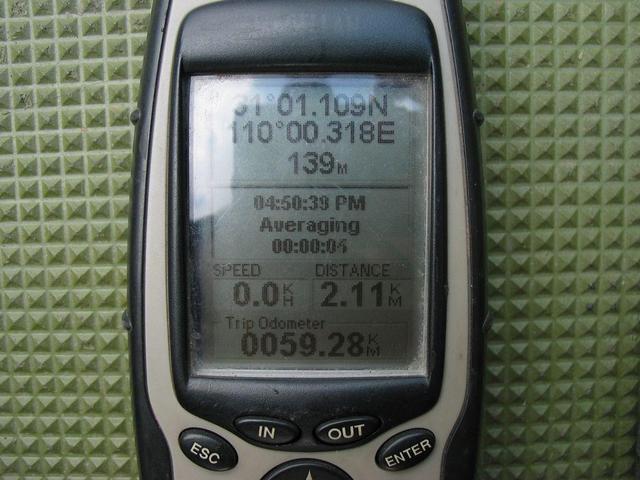 31°01.109N
110°00.318E
139M
04:50:39 PM
Averaging
00:00:04
SPEED DISTANCE
0.0KH 2.11KM
Trip Odometer
0059.28KM
IN OUT
ESC ENTER